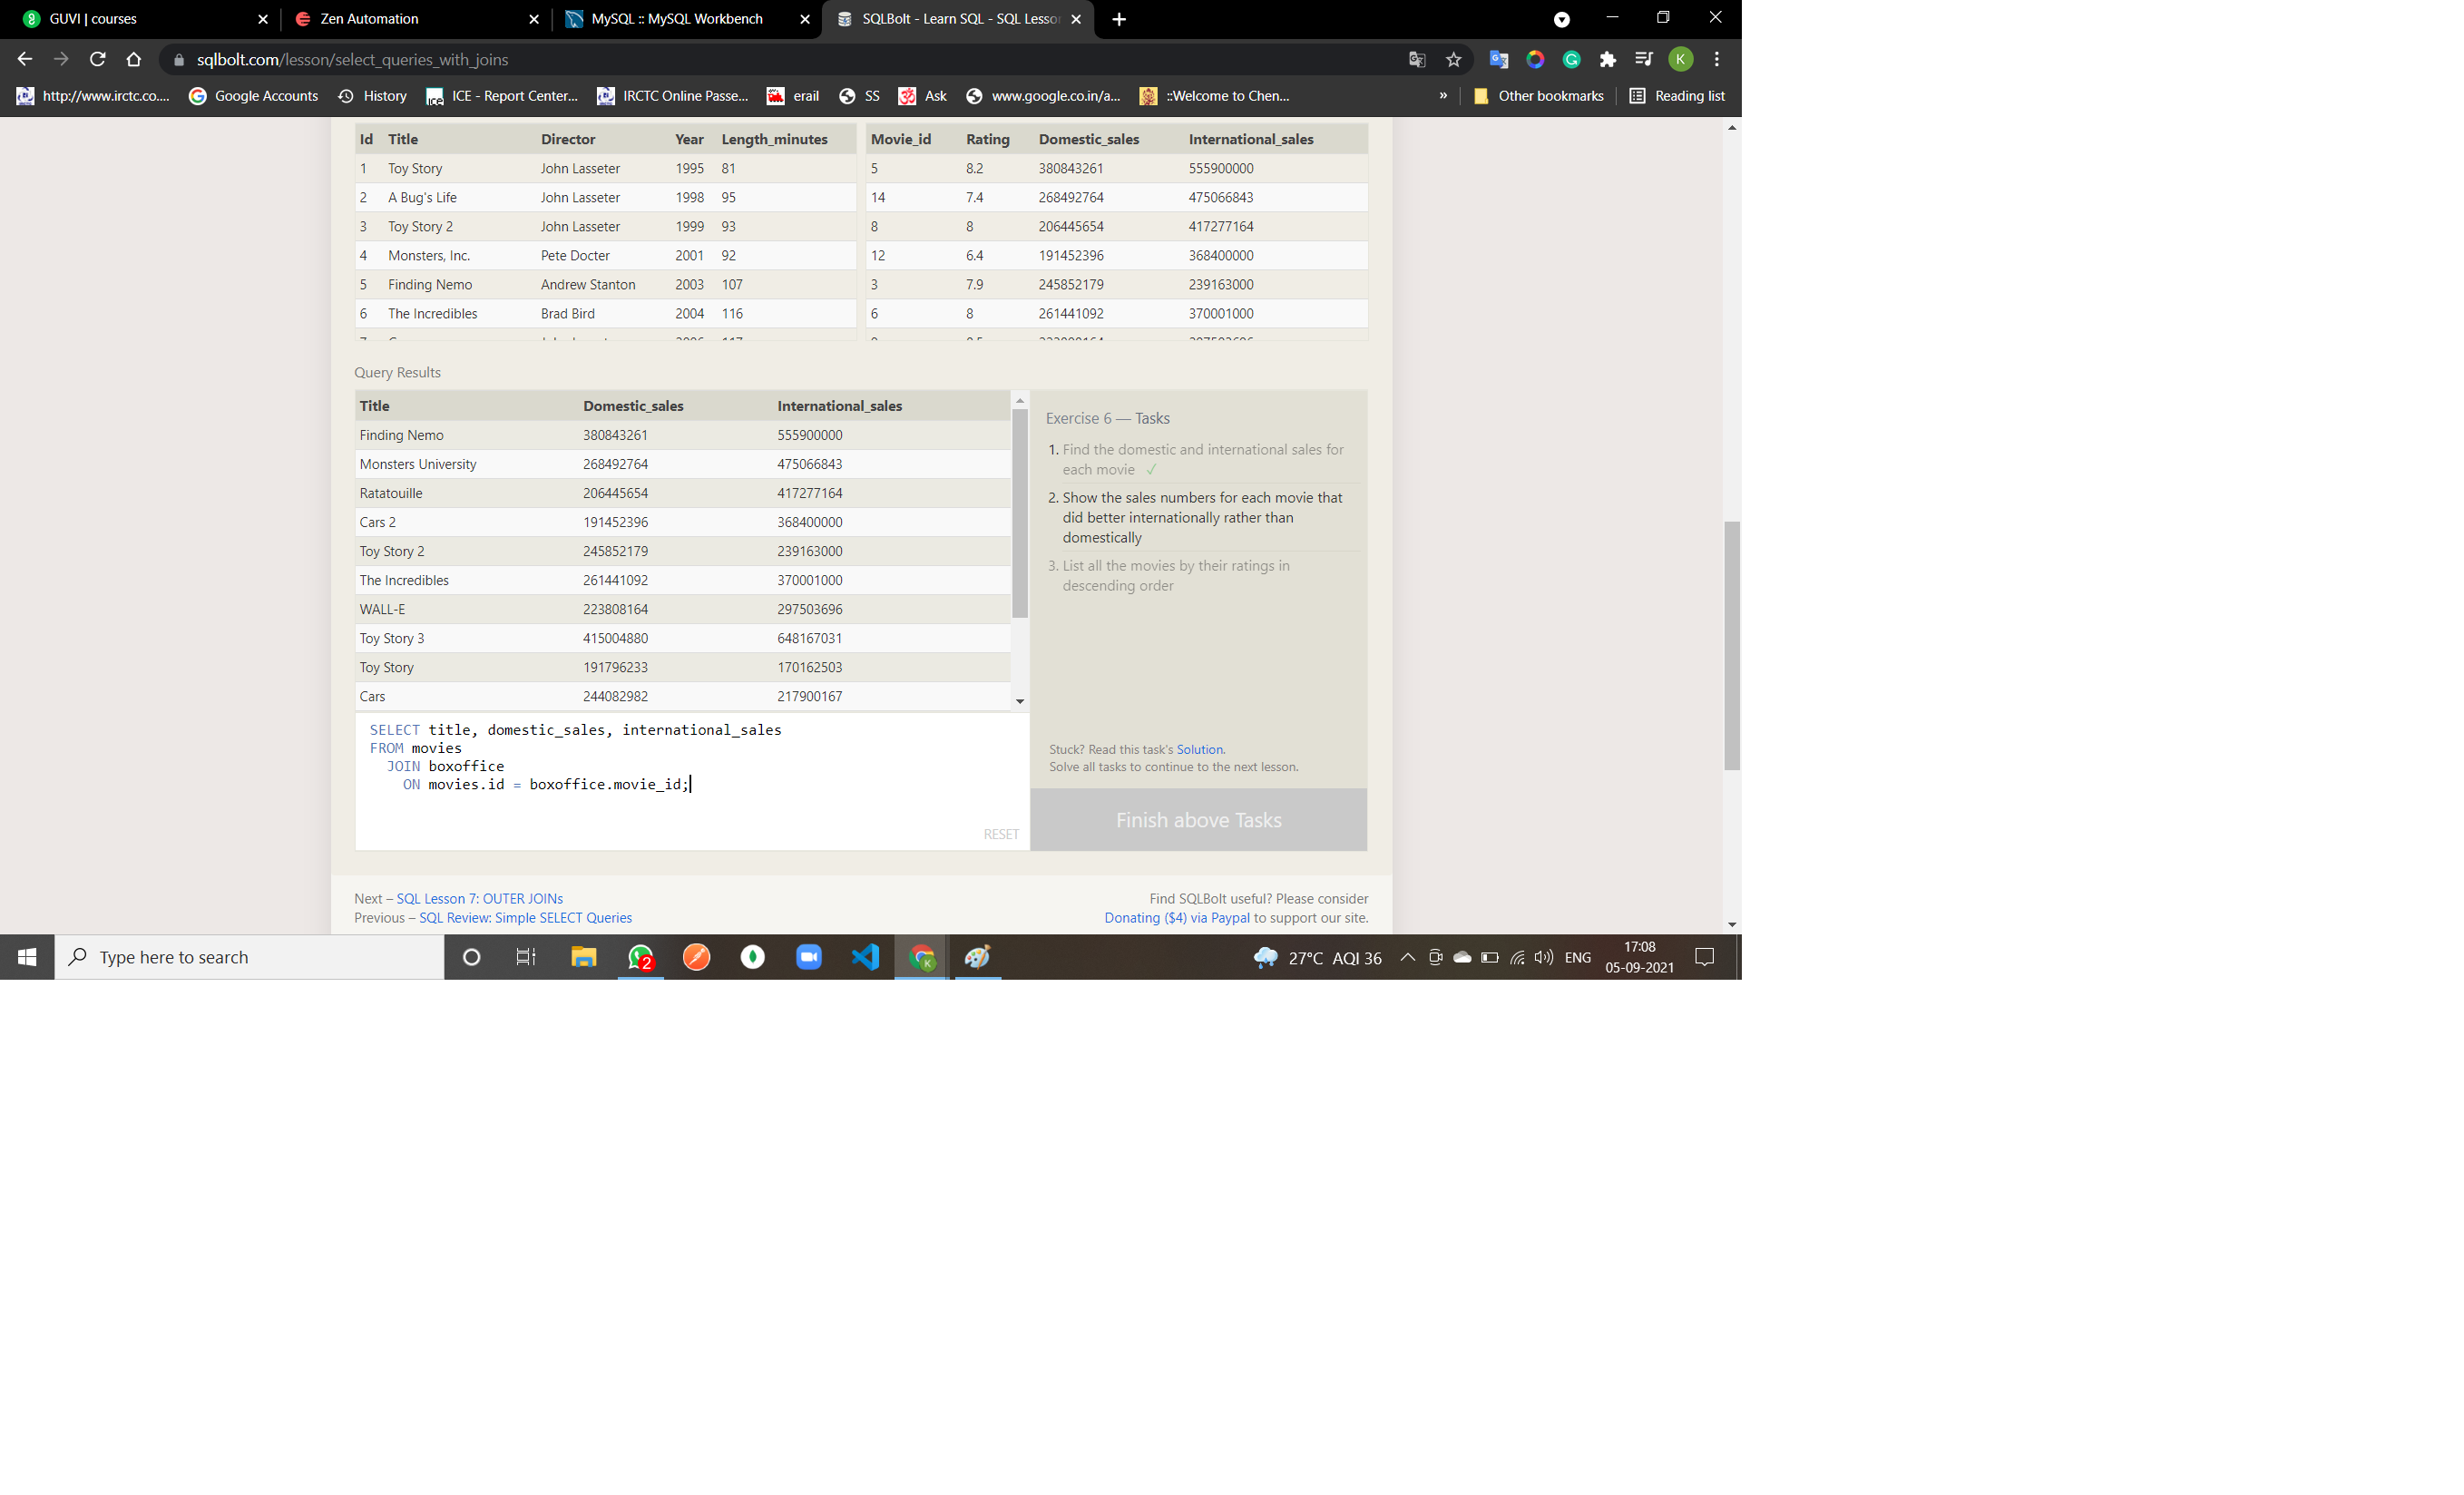 GUVI | courses
Zen Automation
MySQL :: MySQL Workbench
SQLBolt - Learn SQL - SQL Lesso
sqlbolt.com/lesson/select_queries_with_joins
http://www.irctc.co....
Google Accounts
History
ICE - Report Center...
IRCTC Online Passe...
erail
SS
Ask
www.google.co.in/a...
::Welcome to Chen...
»
Other bookmarks
Reading list
Id Title Director Year Length_minutes
1 Toy Story John Lasseter 1995 81
2 A Bug's Life John Lasseter 1998 95
3 Toy Story 2 John Lasseter 1999 93
4 Monsters, Inc. Pete Docter 2001 92
5 Finding Nemo Andrew Stanton 2003 107
6 The Incredibles Brad Bird 2004 116
Movie_id Rating Domestic_sales International_sales
5 8.2 380843261 555900000
14 7.4 268492764 475066843
8 8 206445654 417277164
12 6.4 191452396 368400000
3 7.9 245852179 239163000
6 8 261441092 370001000
Query Results
Title Domestic_sales International_sales
Finding Nemo 380843261 555900000
Monsters University 268492764 475066843
Ratatouille 206445654 417277164
Cars 2 191452396 368400000
Toy Story 2 245852179 239163000
The Incredibles 261441092 370001000
WALL-E 223808164 297503696
Toy Story 3 415004880 648167031
Toy Story 191796233 170162503
Cars 244082982 217900167
SELECT title, domestic_sales, international_sales
FROM movies
JOIN boxoffice
ON movies.id = boxoffice.movie_id;
RESET
Exercise 6 — Tasks
1. Find the domestic and international sales for
each movie ✓
2. Show the sales numbers for each movie that
did better internationally rather than
domestically
3. List all the movies by their ratings in
descending order
Stuck? Read this task's Solution.
Solve all tasks to continue to the next lesson.
Finish above Tasks
Next – SQL Lesson 7: OUTER JOINs
Previous – SQL Review: Simple SELECT Queries
Find SQLBolt useful? Please consider
Donating ($4) via Paypal to support our site.
Type here to search
2
K
27°C AQI 36
ENG
17:08
05-09-2021